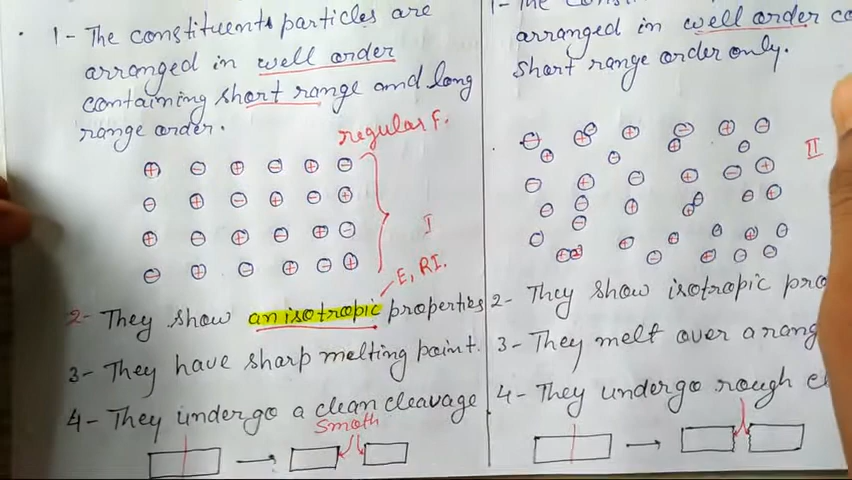 1 - The constituents particles are
arranged in well order
containing short range and long
range order.
regular F.
I
E, RI.
2 - They show anisotropic properties
3 - They have sharp melting point.
4 - They undergo a clean cleavage
Smoth
1 - The
arranged in well order
short range order only.
II
2 - They show isotropic
3 - They melt over a
4 - They undergo rough